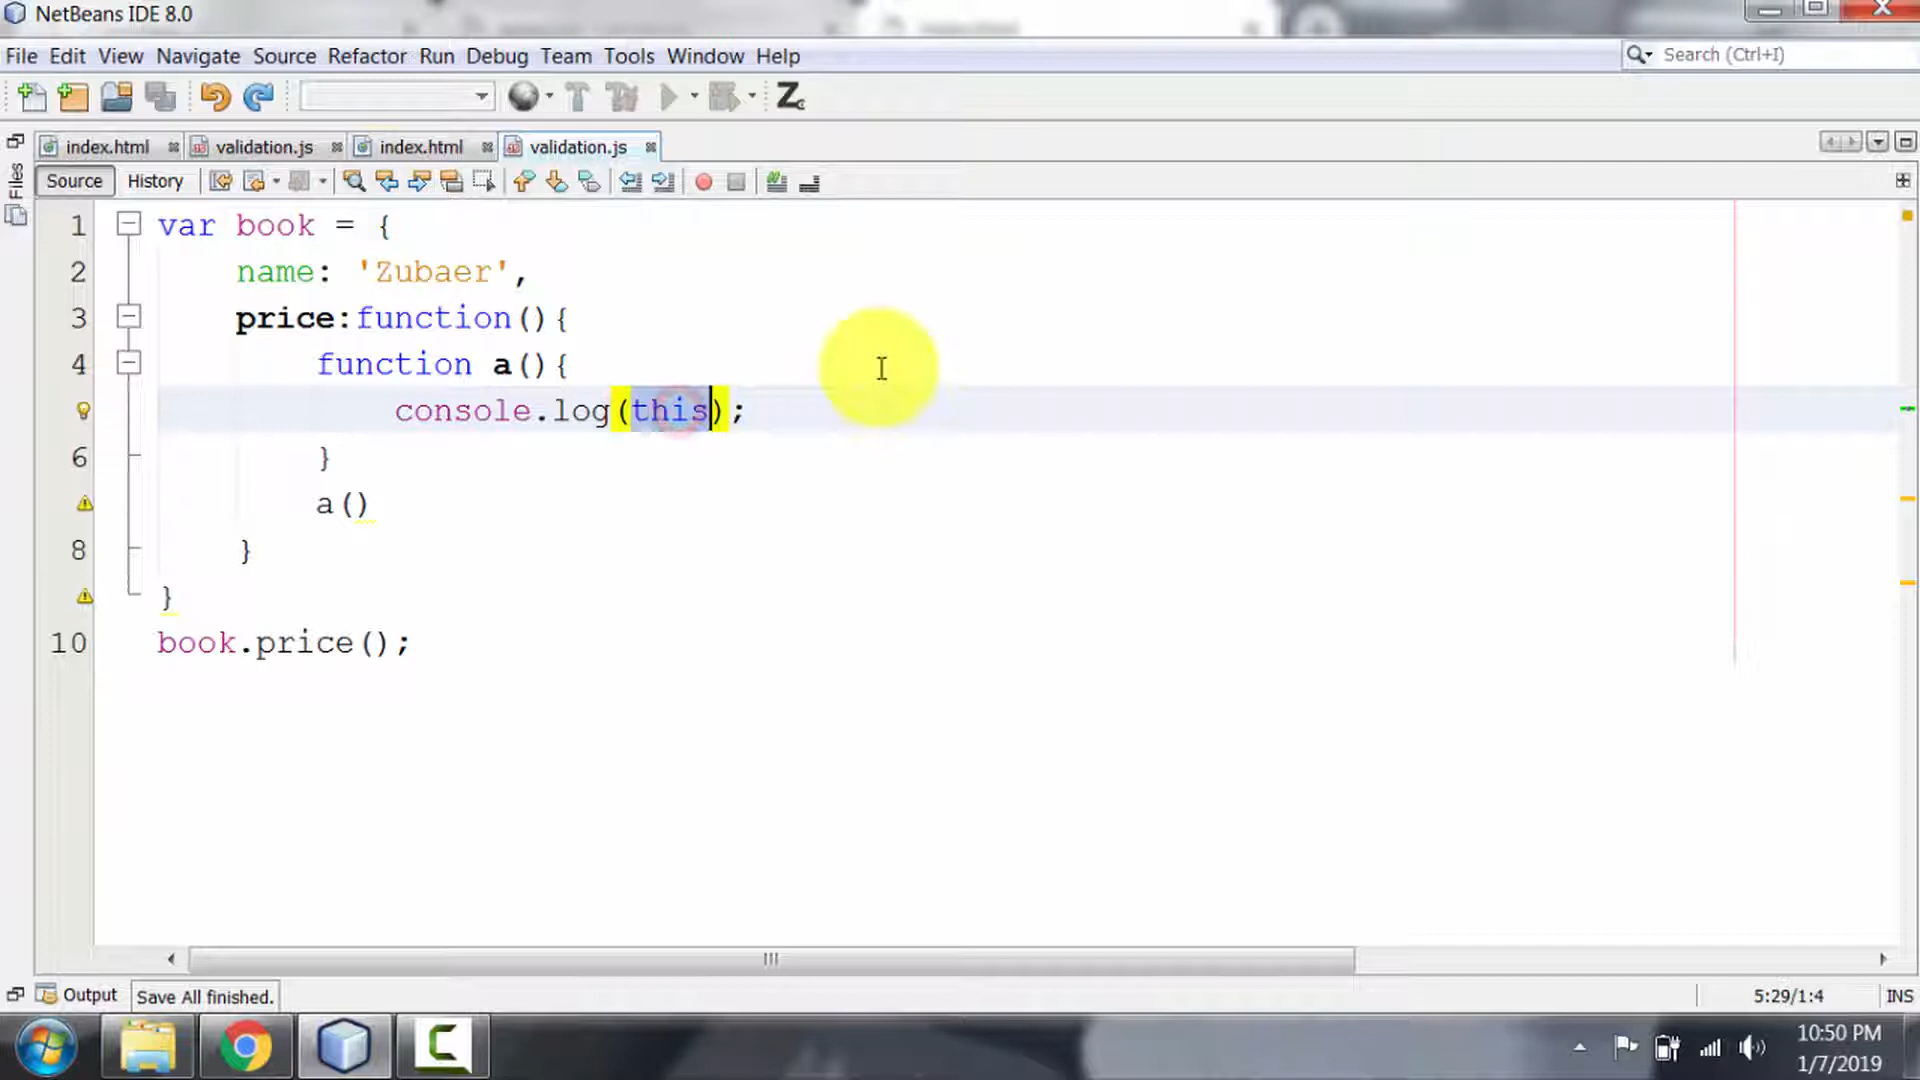 NetBeans IDE 8.0
File Edit View Navigate Source Refactor Run Debug Team Tools Window Help
Search (Ctrl+I)
index.html validation.js index.html validation.js
Files
Source History
1 var book = {
2 name: 'Zubaer',
3 price:function(){
4 function a(){
console.log(this);
6 }
a()
8 }
}
10 book.price();
Output Save All finished. 5:29/1:4 INS
10:50 PM
1/7/2019